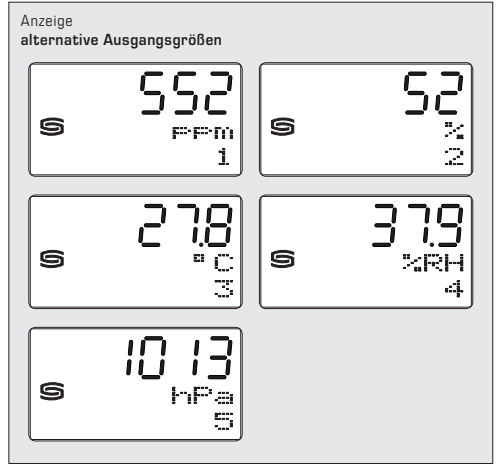 Anzeige
alternative Ausgangsgrößen
552
ppm
1
52
%
2
27.8
°C
3
37.9
%RH
4
1013
hPa
5